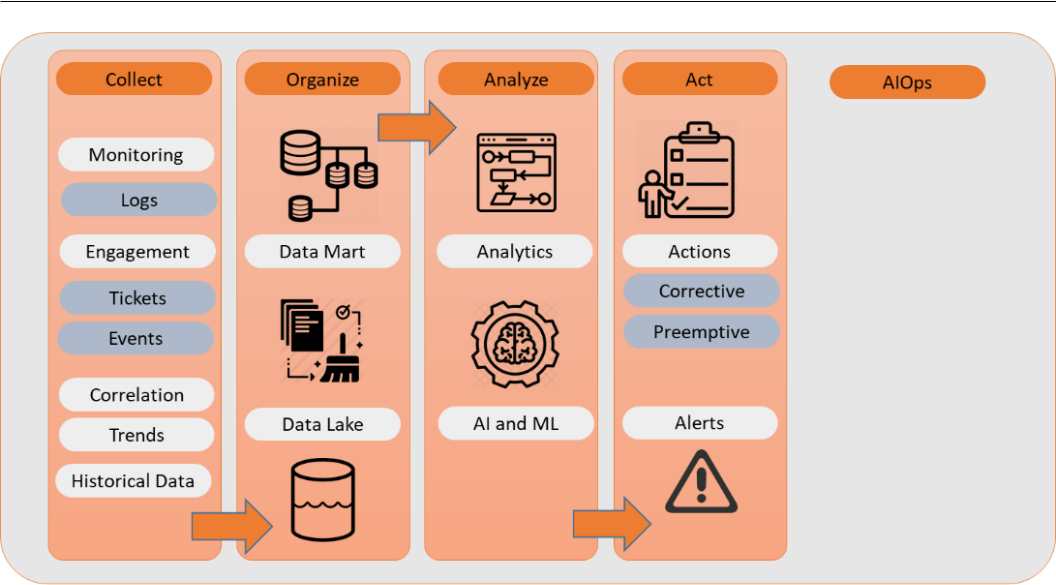 Collect
Monitoring
Logs
Engagement
Tickets
Events
Correlation
Trends
Historical Data
Organize
Data Mart
Data Lake
Analyze
Analytics
AI and ML
Act
Actions
Corrective
Preemptive
Alerts
AIOps